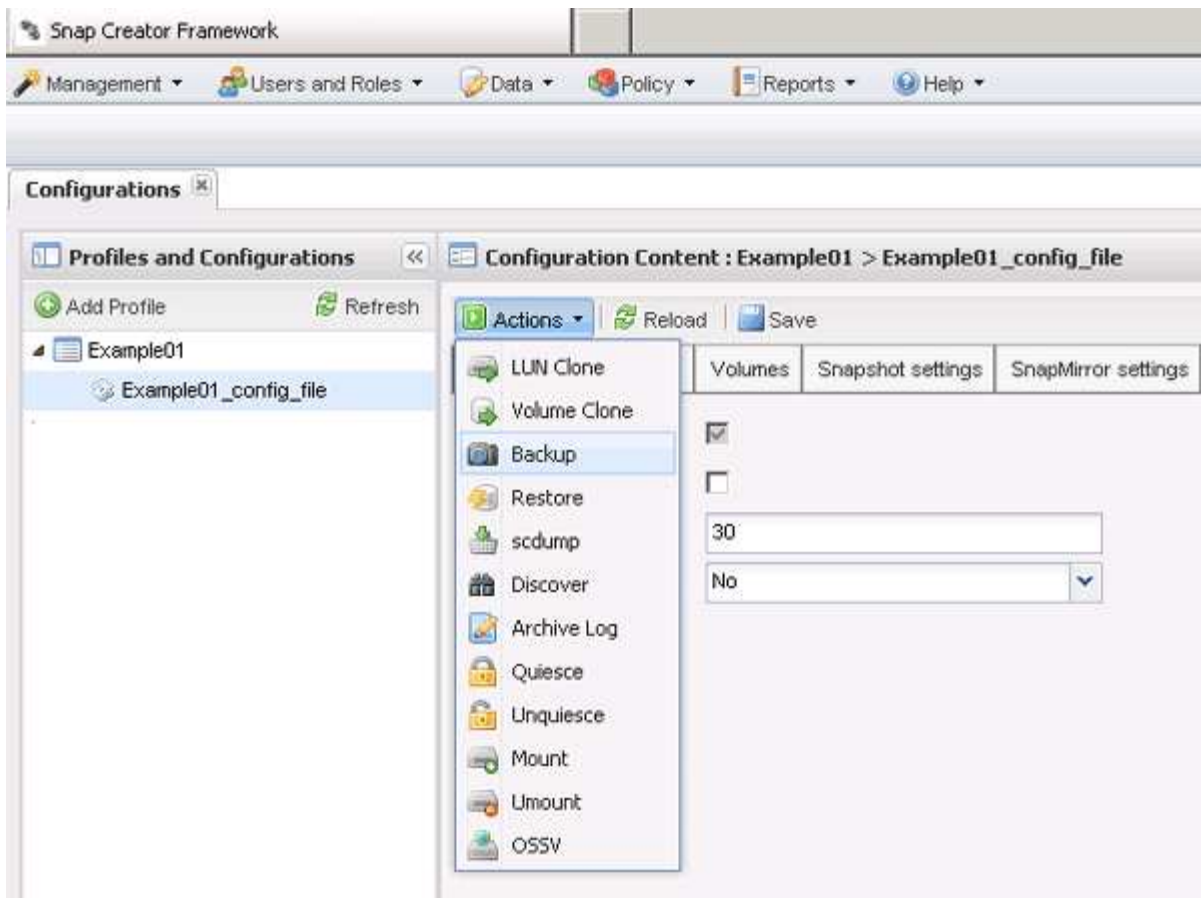 Snap Creator Framework
Management Users and Roles Data Policy Reports Help
Configurations
Profiles and Configurations
Configuration Content : Example01 > Example01_config_file
Add Profile Refresh
Actions Reload Save
Example01
Example01_config_file
LUN Clone
Volumes Snapshot settings SnapMirror settings
Volume Clone
Backup
Restore
30
scdump
Discover
No
Archive Log
Quiesce
Unquiesce
Mount
Umount
OSSV